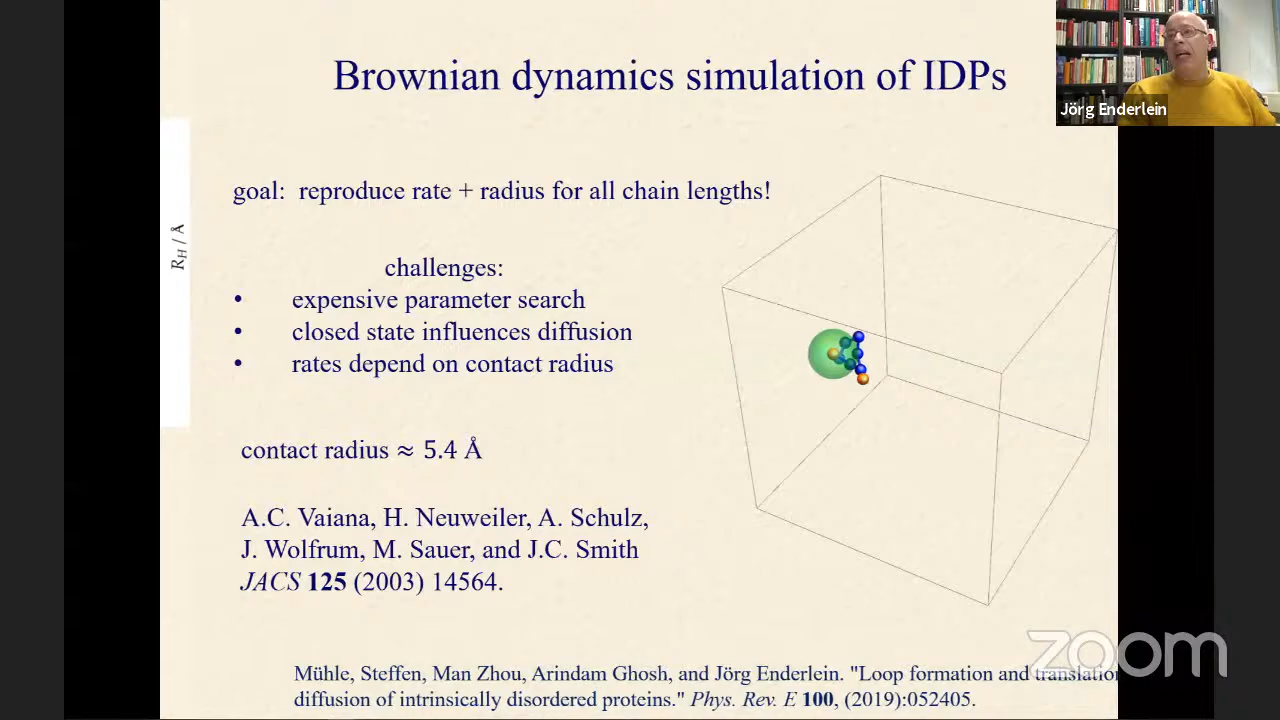 Brownian dynamics simulation of IDPs
Jörg Enderlein
goal: reproduce rate + radius for all chain lengths!
R_H / Å
challenges:
• expensive parameter search
• closed state influences diffusion
• rates depend on contact radius
contact radius ≈ 5.4 Å
A.C. Vaiana, H. Neuweiler, A. Schulz,
J. Wolfrum, M. Sauer, and J.C. Smith
JACS 125 (2003) 14564.
zoom
Mühle, Steffen, Man Zhou, Arindam Ghosh, and Jörg Enderlein. "Loop formation and translation
diffusion of intrinsically disordered proteins." Phys. Rev. E 100, (2019):052405.